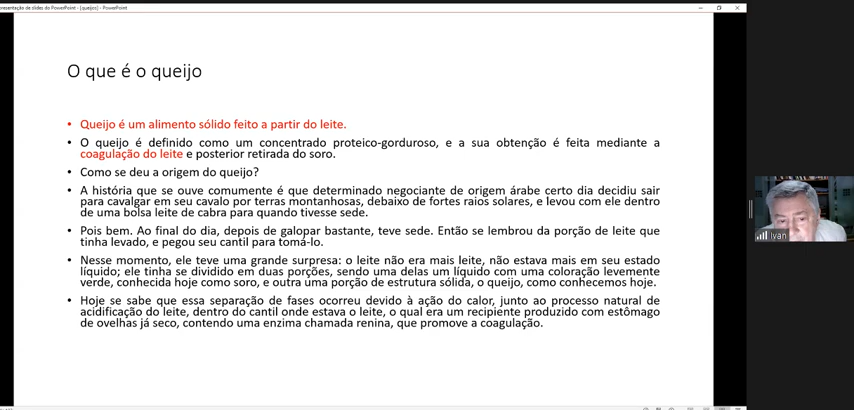 presentação de slides do PowerPoint - [queijos] - PowerPoint
O que é o queijo
• Queijo é um alimento sólido feito a partir do leite.
• O queijo é definido como um concentrado proteico-gorduroso, e a sua obtenção é feita mediante a
coagulação do leite e posterior retirada do soro.
• Como se deu a origem do queijo?
• A história que se ouve comumente é que determinado negociante de origem árabe certo dia decidiu sair
para cavalgar em seu cavalo por terras montanhosas, debaixo de fortes raios solares, e levou com ele dentro
de uma bolsa leite de cabra para quando tivesse sede.
• Pois bem. Ao final do dia, depois de galopar bastante, teve sede. Então se lembrou da porção de leite que
tinha levado, e pegou seu cantil para tomá-lo.
• Nesse momento, ele teve uma grande surpresa: o leite não era mais leite, não estava mais em seu estado
líquido; ele tinha se dividido em duas porções, sendo uma delas um líquido com uma coloração levemente
verde, conhecida hoje como soro, e outra uma porção de estrutura sólida, o queijo, como conhecemos hoje.
• Hoje se sabe que essa separação de fases ocorreu devido à ação do calor, junto ao processo natural de
acidificação do leite, dentro do cantil onde estava o leite, o qual era um recipiente produzido com estômago
de ovelhas já seco, contendo uma enzima chamada renina, que promove a coagulação.
Ivan